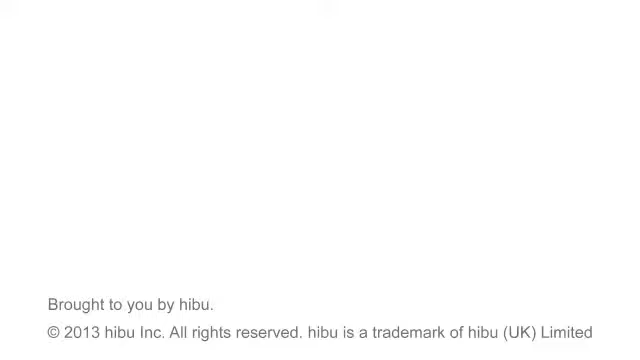 Brought to you by hibu.
© 2013 hibu Inc. All rights reserved. hibu is a trademark of hibu (UK) Limited